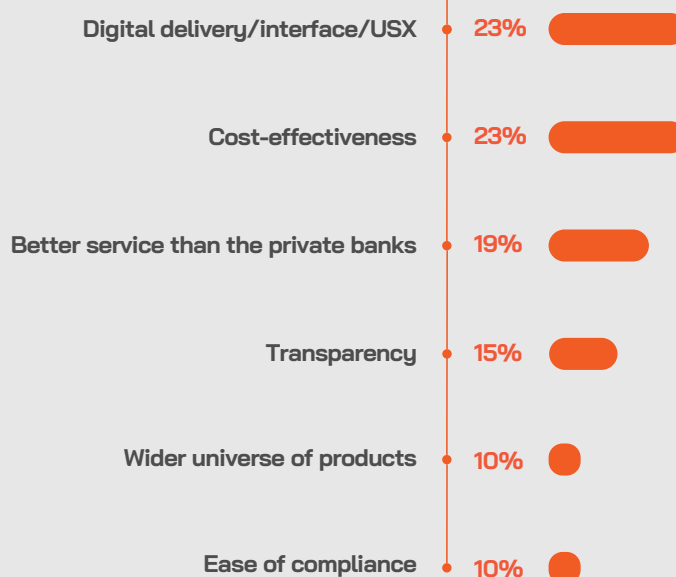 Digital delivery/interface/USX 23%
Cost-effectiveness 23%
Better service than the private banks 19%
Transparency 15%
Wider universe of products 10%
Ease of compliance 10%